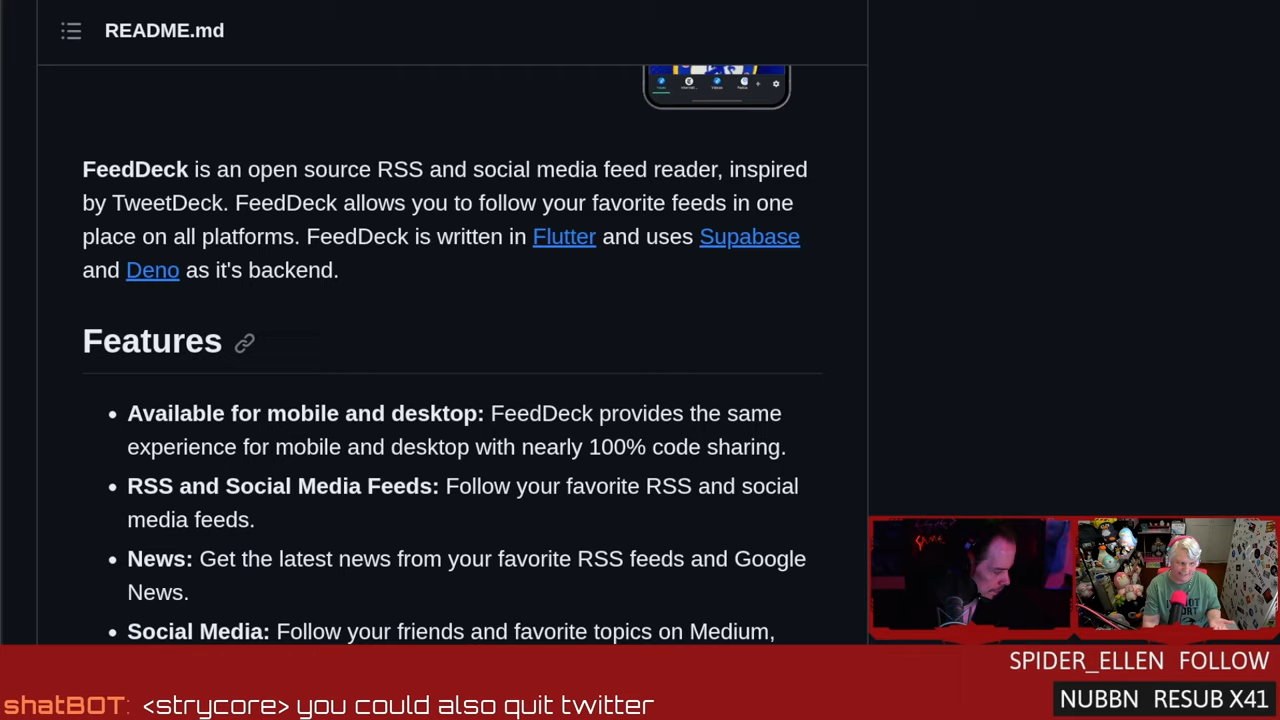 README.md
FeedDeck is an open source RSS and social media feed reader, inspired
by TweetDeck. FeedDeck allows you to follow your favorite feeds in one
place on all platforms. FeedDeck is written in Flutter and uses Supabase
and Deno as it's backend.
Features
• Available for mobile and desktop: FeedDeck provides the same
experience for mobile and desktop with nearly 100% code sharing.
• RSS and Social Media Feeds: Follow your favorite RSS and social
media feeds.
• News: Get the latest news from your favorite RSS feeds and Google
News.
• Social Media: Follow your friends and favorite topics on Medium,
SPIDER_ELLEN FOLLOW
NUBBN RESUB X41
shatBOT: <strycore> you could also quit twitter